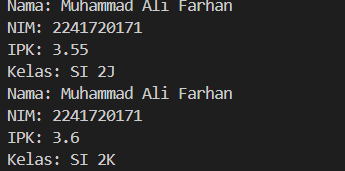 Nama: Muhammad Ali Farhan
NIM: 2241720171
IPK: 3.55
Kelas: SI 2J
Nama: Muhammad Ali Farhan
NIM: 2241720171
IPK: 3.6
Kelas: SI 2K